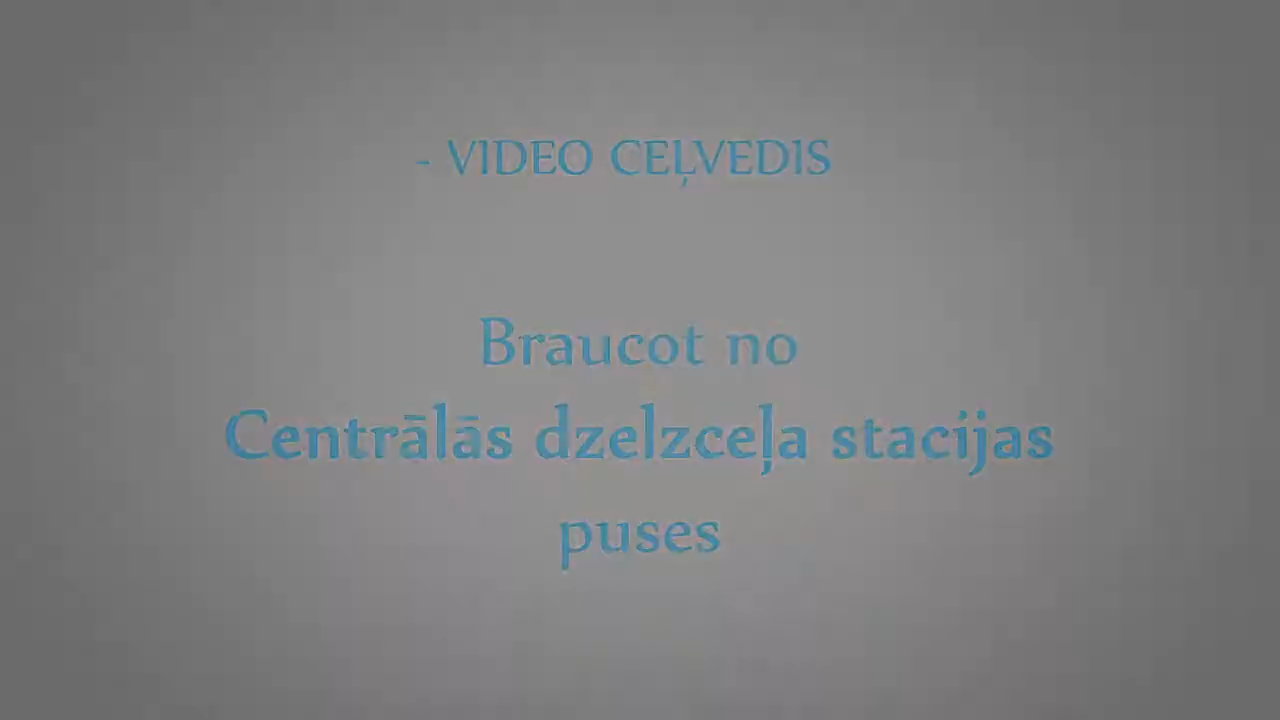 - VIDEO CEĻVEDIS
Braucot no
Centrālās dzelzceļa stacijas
puses